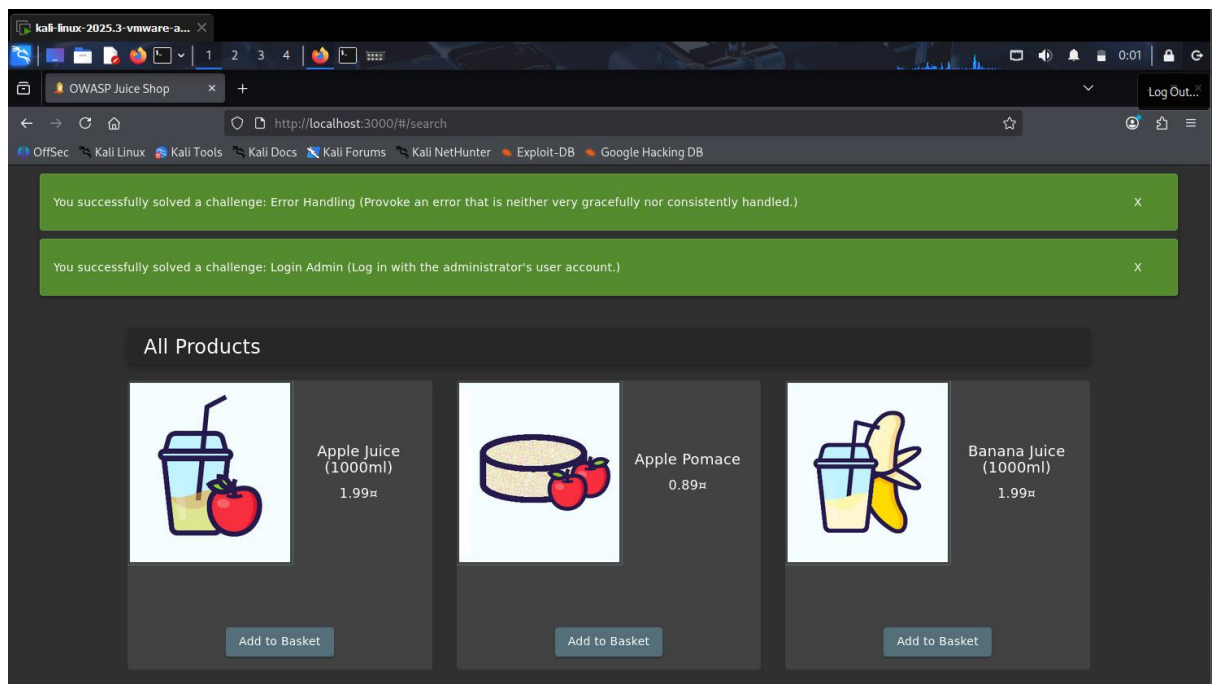 kali-linux-2025.3-vmware-a...
1 2 3 4 0:01
OWASP Juice Shop
Log Out...
http://localhost:3000/#/search
OffSec Kali Linux Kali Tools Kali Docs Kali Forums Kali NetHunter Exploit-DB Google Hacking DB
You successfully solved a challenge: Error Handling (Provoke an error that is neither very gracefully nor consistently handled.) X
You successfully solved a challenge: Login Admin (Log in with the administrator's user account.) X
All Products
Apple Juice
(1000ml)
1.99¤
Apple Pomace
0.89¤
Banana Juice
(1000ml)
1.99¤
Add to Basket Add to Basket Add to Basket